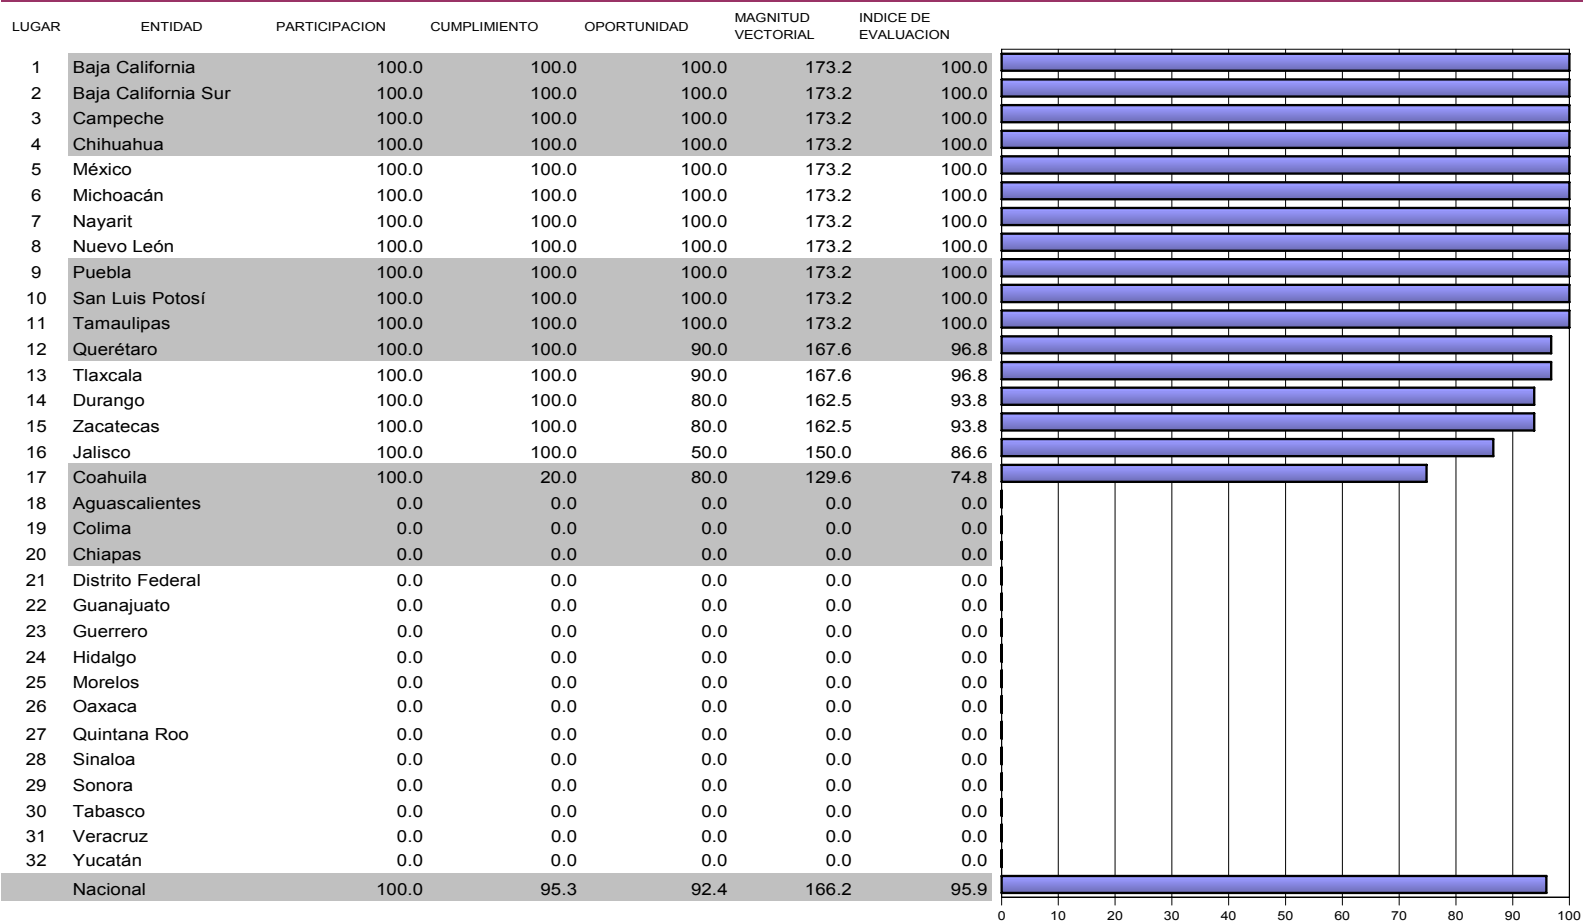 LUGAR ENTIDAD PARTICIPACION CUMPLIMIENTO OPORTUNIDAD MAGNITUD VECTORIAL INDICE DE EVALUACION
1 Baja California 100.0 100.0 100.0 173.2 100.0
2 Baja California Sur 100.0 100.0 100.0 173.2 100.0
3 Campeche 100.0 100.0 100.0 173.2 100.0
4 Chihuahua 100.0 100.0 100.0 173.2 100.0
5 México 100.0 100.0 100.0 173.2 100.0
6 Michoacán 100.0 100.0 100.0 173.2 100.0
7 Nayarit 100.0 100.0 100.0 173.2 100.0
8 Nuevo León 100.0 100.0 100.0 173.2 100.0
9 Puebla 100.0 100.0 100.0 173.2 100.0
10 San Luis Potosí 100.0 100.0 100.0 173.2 100.0
11 Tamaulipas 100.0 100.0 100.0 173.2 100.0
12 Querétaro 100.0 100.0 90.0 167.6 96.8
13 Tlaxcala 100.0 100.0 90.0 167.6 96.8
14 Durango 100.0 100.0 80.0 162.5 93.8
15 Zacatecas 100.0 100.0 80.0 162.5 93.8
16 Jalisco 100.0 100.0 50.0 150.0 86.6
17 Coahuila 100.0 20.0 80.0 129.6 74.8
18 Aguascalientes 0.0 0.0 0.0 0.0 0.0
19 Colima 0.0 0.0 0.0 0.0 0.0
20 Chiapas 0.0 0.0 0.0 0.0 0.0
21 Distrito Federal 0.0 0.0 0.0 0.0 0.0
22 Guanajuato 0.0 0.0 0.0 0.0 0.0
23 Guerrero 0.0 0.0 0.0 0.0 0.0
24 Hidalgo 0.0 0.0 0.0 0.0 0.0
25 Morelos 0.0 0.0 0.0 0.0 0.0
26 Oaxaca 0.0 0.0 0.0 0.0 0.0
27 Quintana Roo 0.0 0.0 0.0 0.0 0.0
28 Sinaloa 0.0 0.0 0.0 0.0 0.0
29 Sonora 0.0 0.0 0.0 0.0 0.0
30 Tabasco 0.0 0.0 0.0 0.0 0.0
31 Veracruz 0.0 0.0 0.0 0.0 0.0
32 Yucatán 0.0 0.0 0.0 0.0 0.0
Nacional 100.0 95.3 92.4 166.2 95.9
0 10 20 30 40 50 60 70 80 90 100